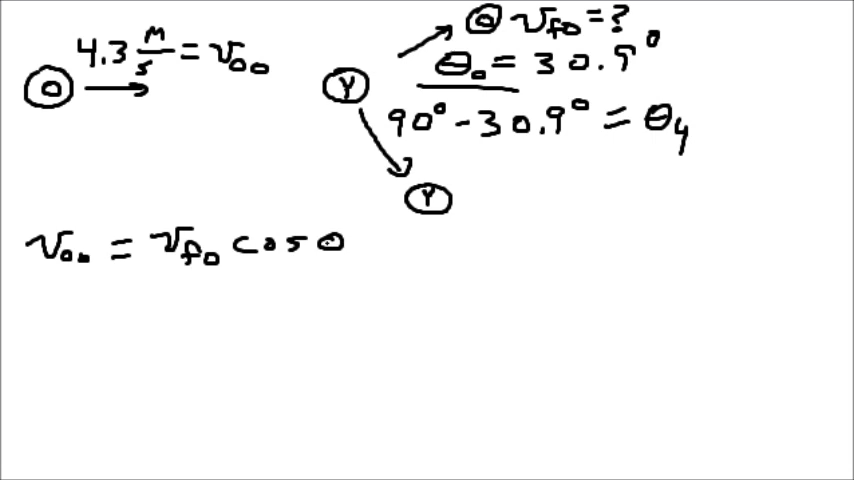 O v_fo = ?
4.3 m/s = v_oo
θ_o = 30.9°
O
Y
90° - 30.9° = θ_y
Y
v_oo = v_fo cos θ